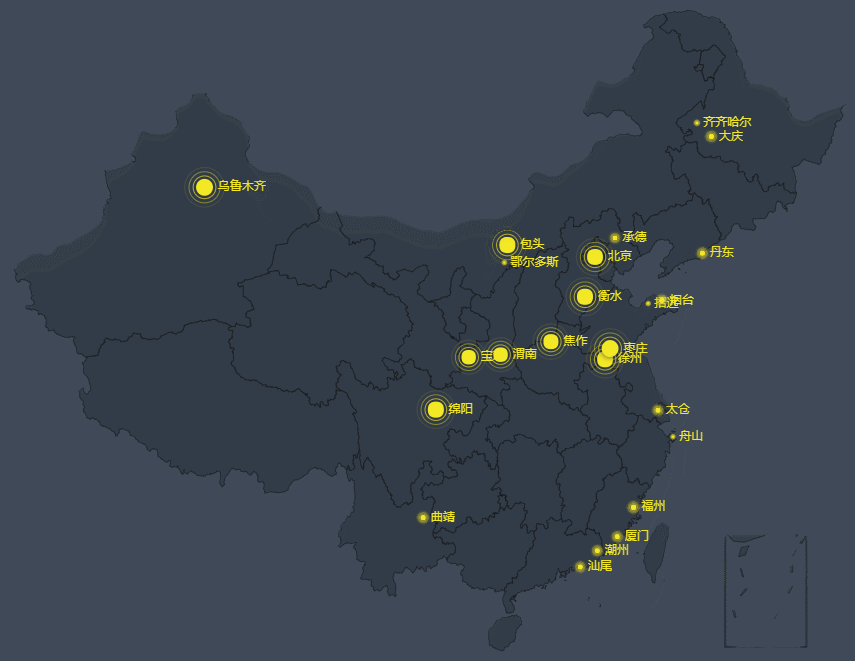 齐齐哈尔
大庆
乌鲁木齐
承德
包头
丹东
北京
鄂尔多斯
衡水
烟台
招远
焦作
枣庄
渭南
宝
徐州
绵阳
太仓
舟山
福州
曲靖
厦门
潮州
汕尾